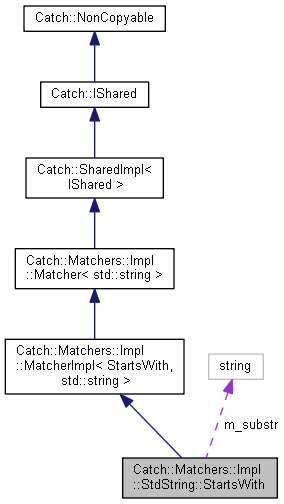 Catch::NonCopyable
Catch::IShared
Catch::SharedImpl<
IShared >
Catch::Matchers::Impl
::Matcher< std::string >
Catch::Matchers::Impl
::MatcherImpl< StartsWith,
std::string >
string
m_substr
Catch::Matchers::Impl
::StdString::StartsWith